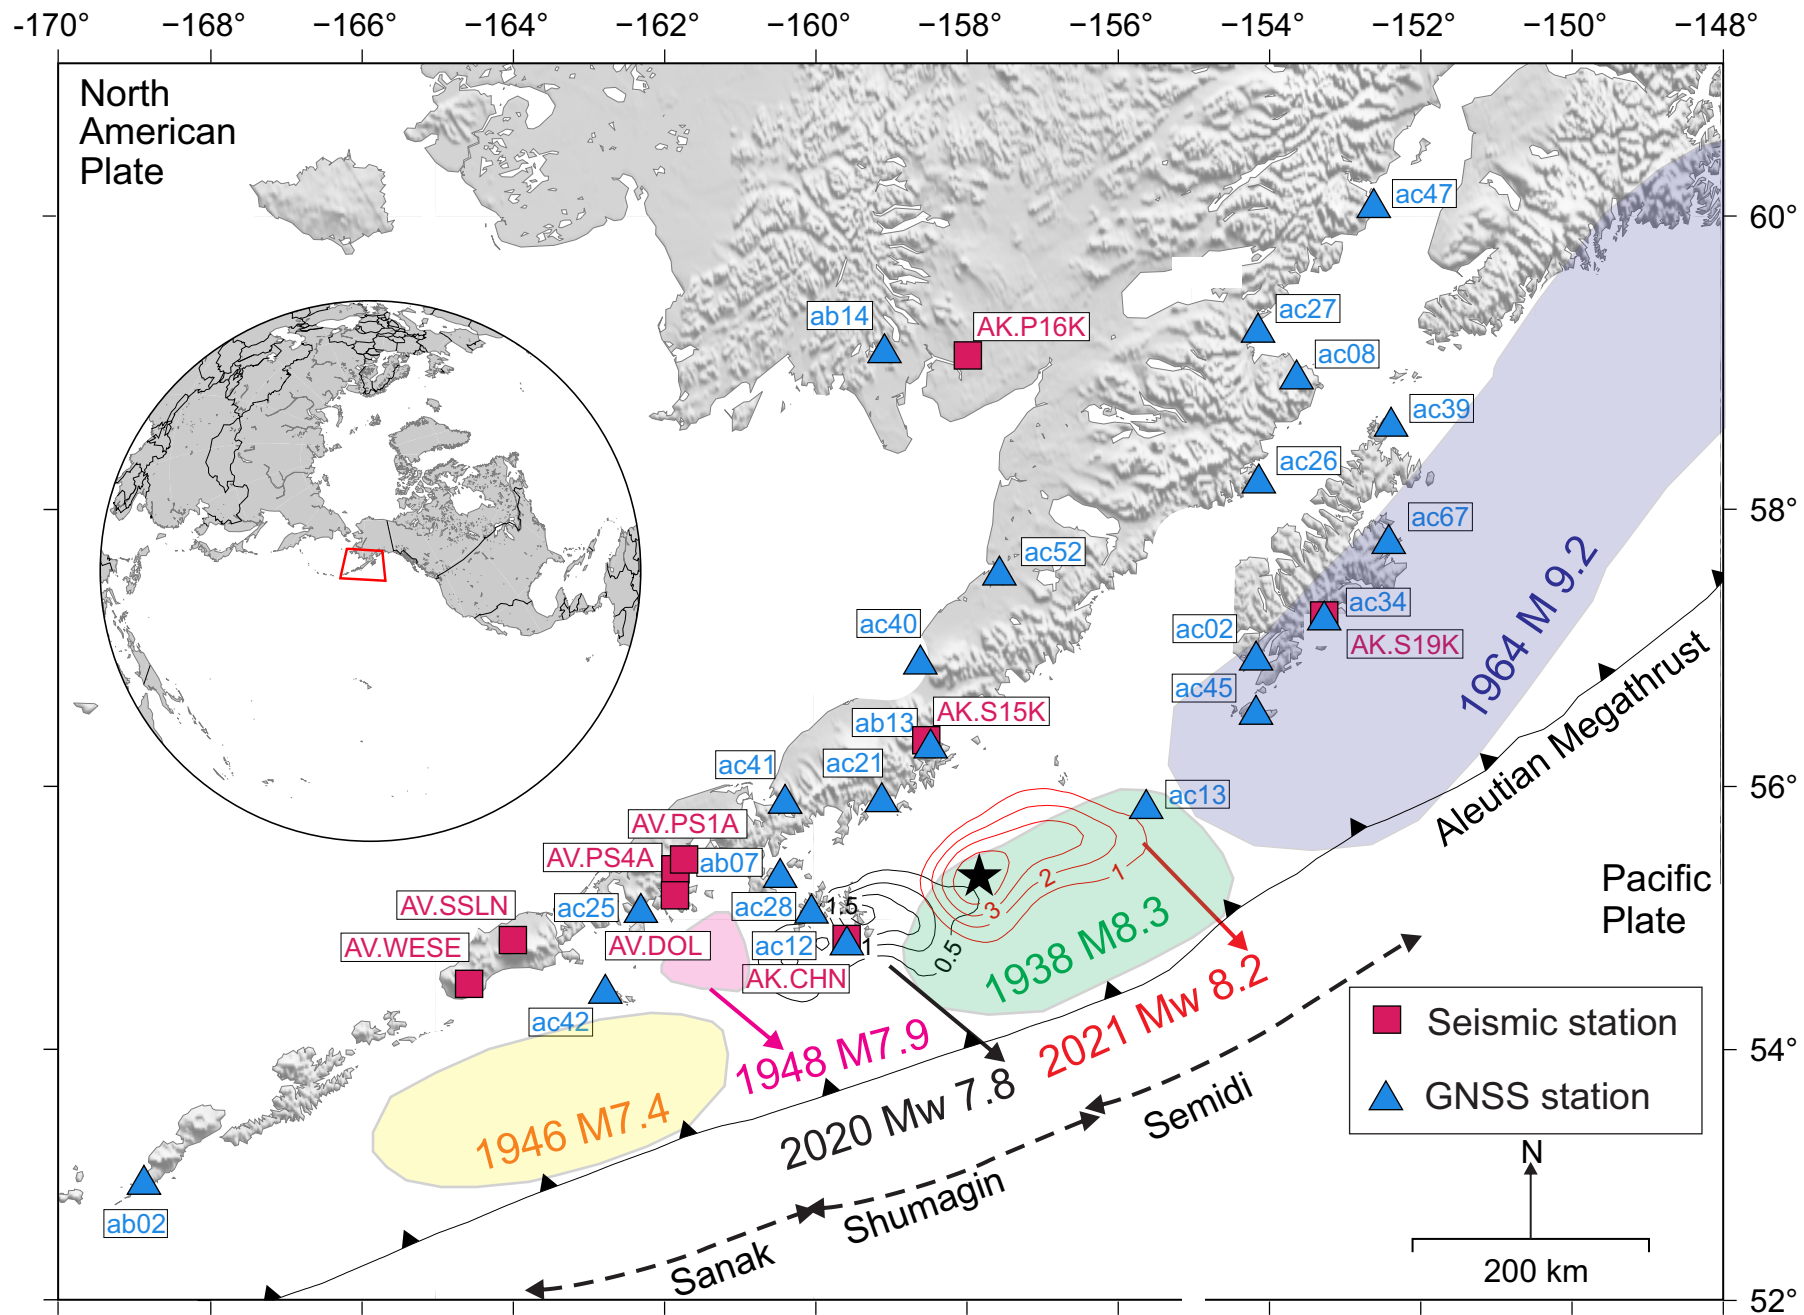 -170° −168° −166° −164° −162° −160° −158° −156° −154° −152° −150° −148°
North
American
Plate
60°
58°
56°
54°
52°
ac47
ab14
AK.P16K
ac27
ac08
ac39
ac26
ac67
ac52
ac34
ac02
AK.S19K
ac40
ac45
AK.S15K
ab13
ac41
ac21
ac13
AV.PS1A
AV.PS4A
ab07
AV.SSLN
ac25
ac28
AV.WESE
AV.DOL
ac12
AK.CHN
ac42
ab02
1.5
1
0.5
2
1
3
1964 M 9.2
Aleutian Megathrust
Pacific
Plate
1938 M8.3
2021 Mw 8.2
1948 M7.9
2020 Mw 7.8
1946 M7.4
Semidi
Shumagin
Sanak
Seismic station
GNSS station
N
200 km